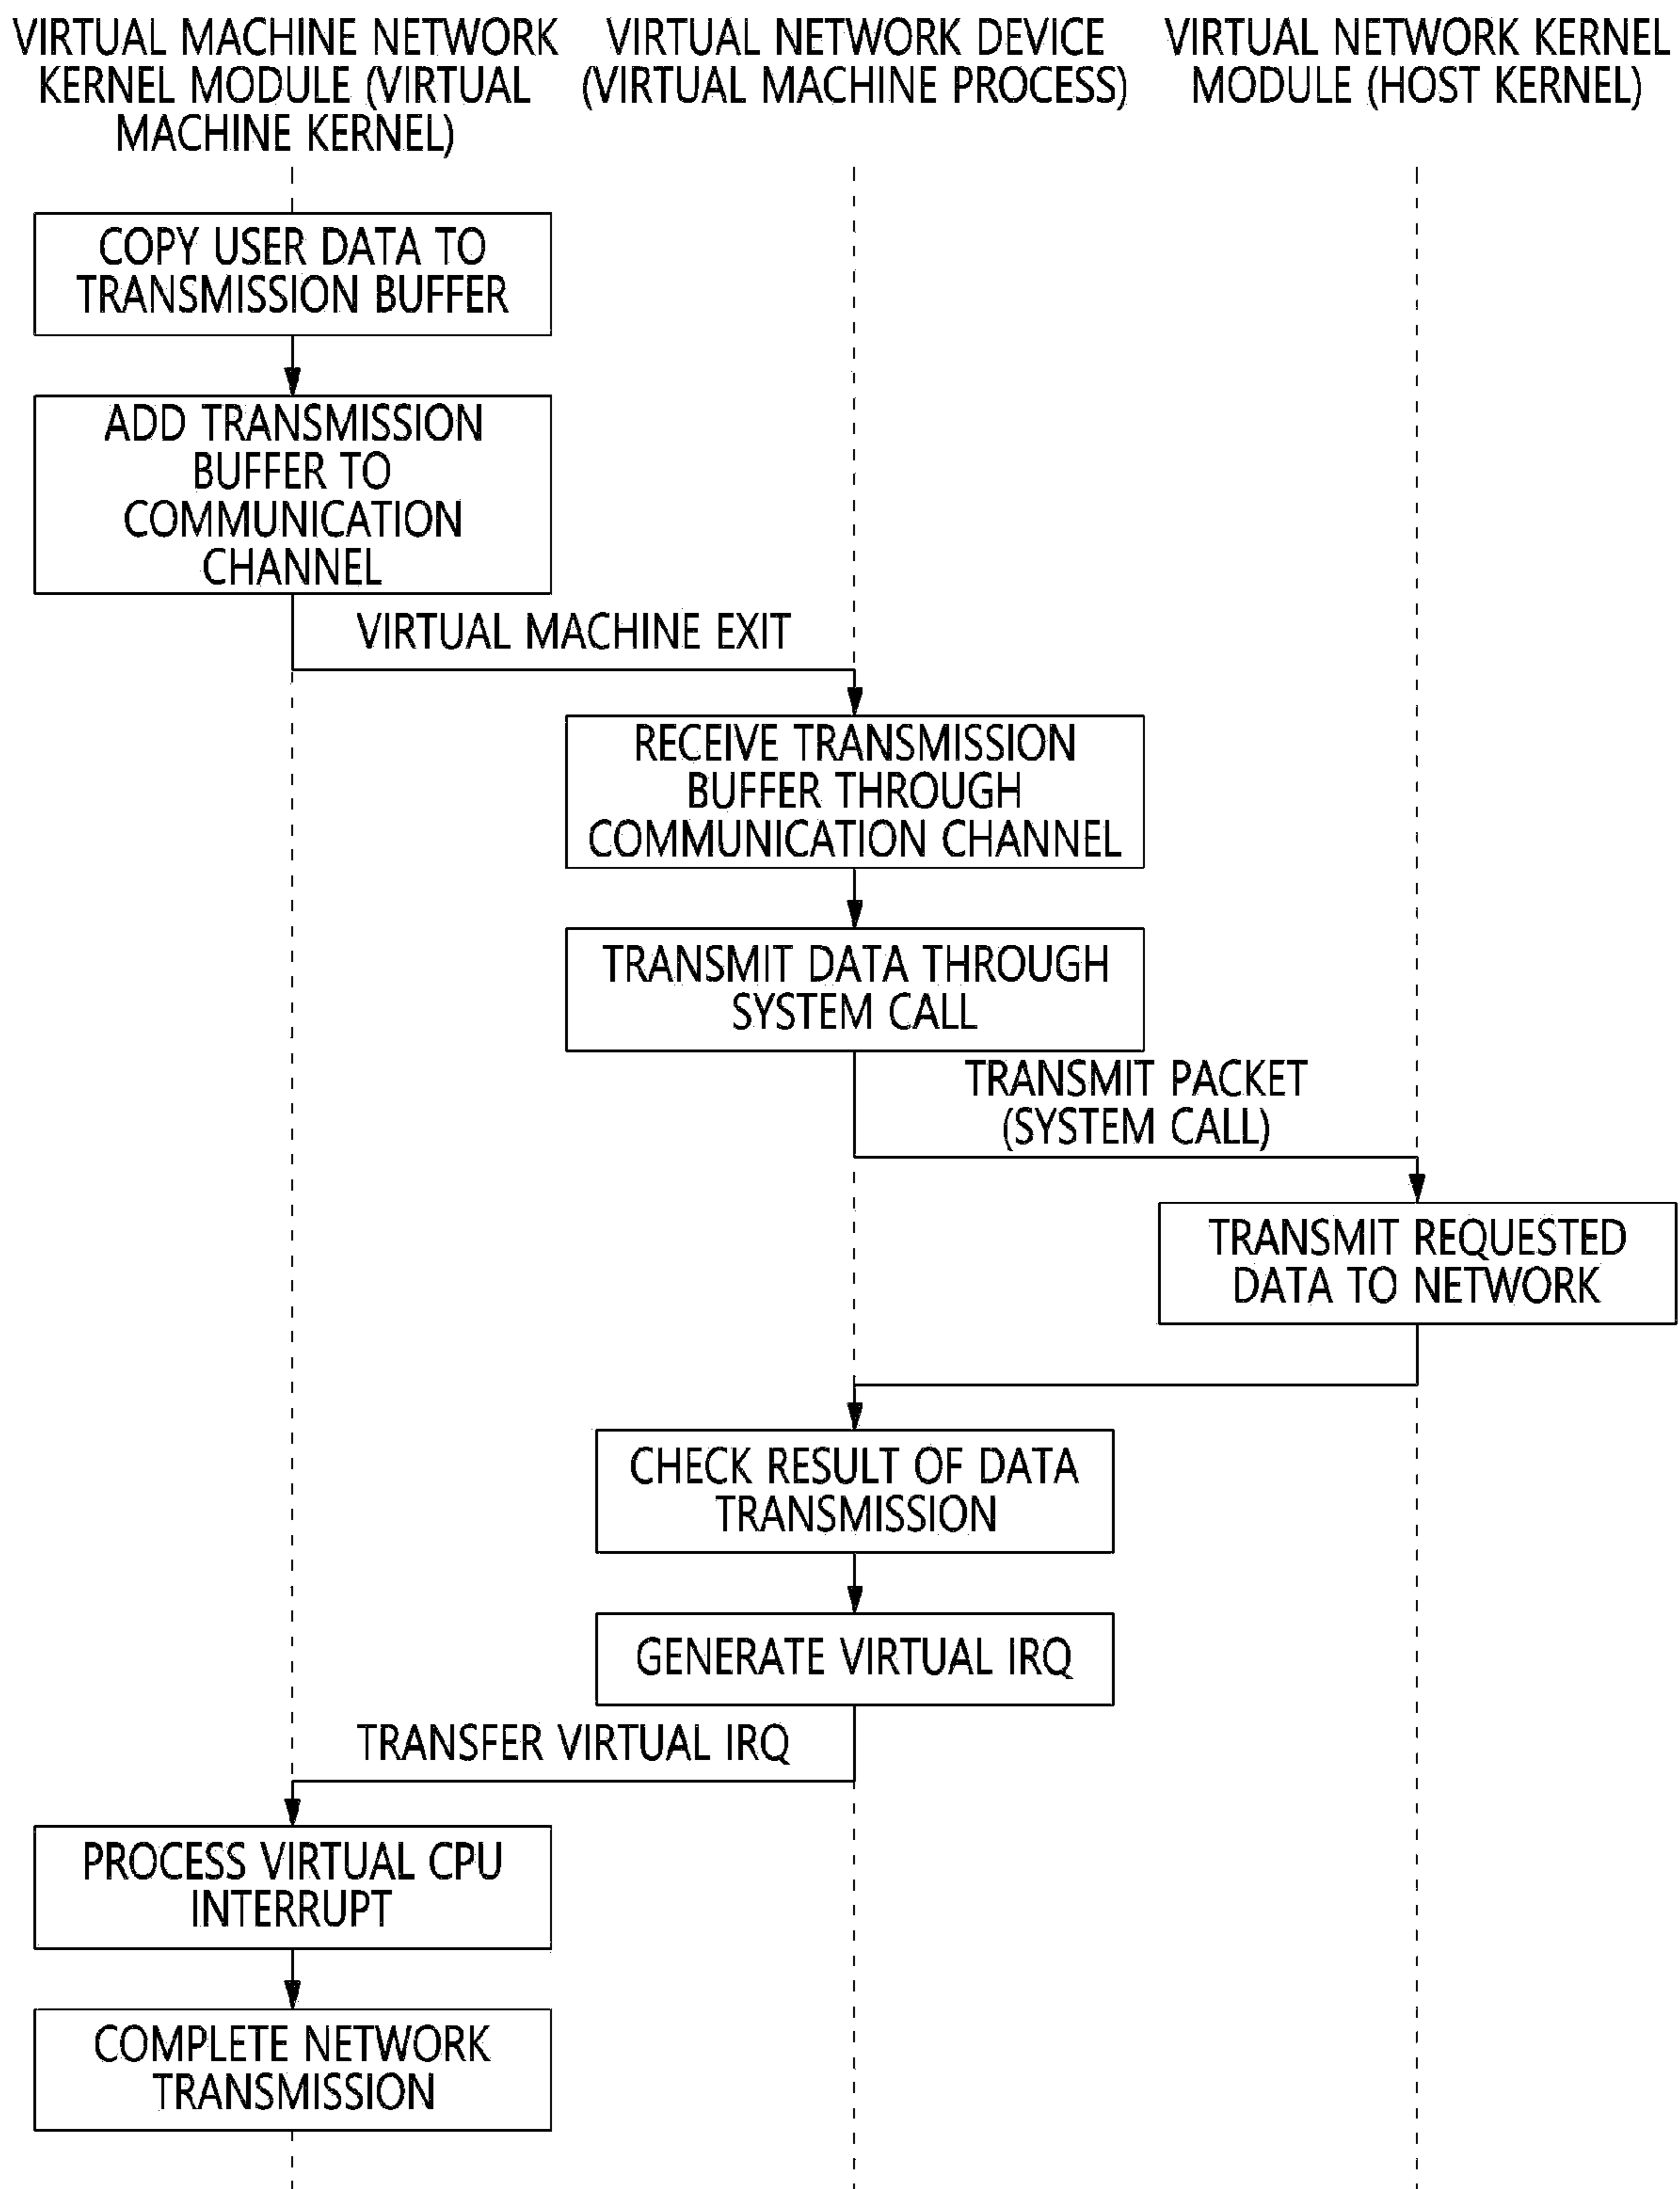 VIRTUAL MACHINE NETWORK
KERNEL MODULE (VIRTUAL
MACHINE KERNEL)
VIRTUAL NETWORK DEVICE
(VIRTUAL MACHINE PROCESS)
VIRTUAL NETWORK KERNEL
MODULE (HOST KERNEL)
COPY USER DATA TO
TRANSMISSION BUFFER
ADD TRANSMISSION
BUFFER TO
COMMUNICATION
CHANNEL
VIRTUAL MACHINE EXIT
RECEIVE TRANSMISSION
BUFFER THROUGH
COMMUNICATION CHANNEL
TRANSMIT DATA THROUGH
SYSTEM CALL
TRANSMIT PACKET
(SYSTEM CALL)
TRANSMIT REQUESTED
DATA TO NETWORK
CHECK RESULT OF DATA
TRANSMISSION
GENERATE VIRTUAL IRQ
TRANSFER VIRTUAL IRQ
PROCESS VIRTUAL CPU
INTERRUPT
COMPLETE NETWORK
TRANSMISSION